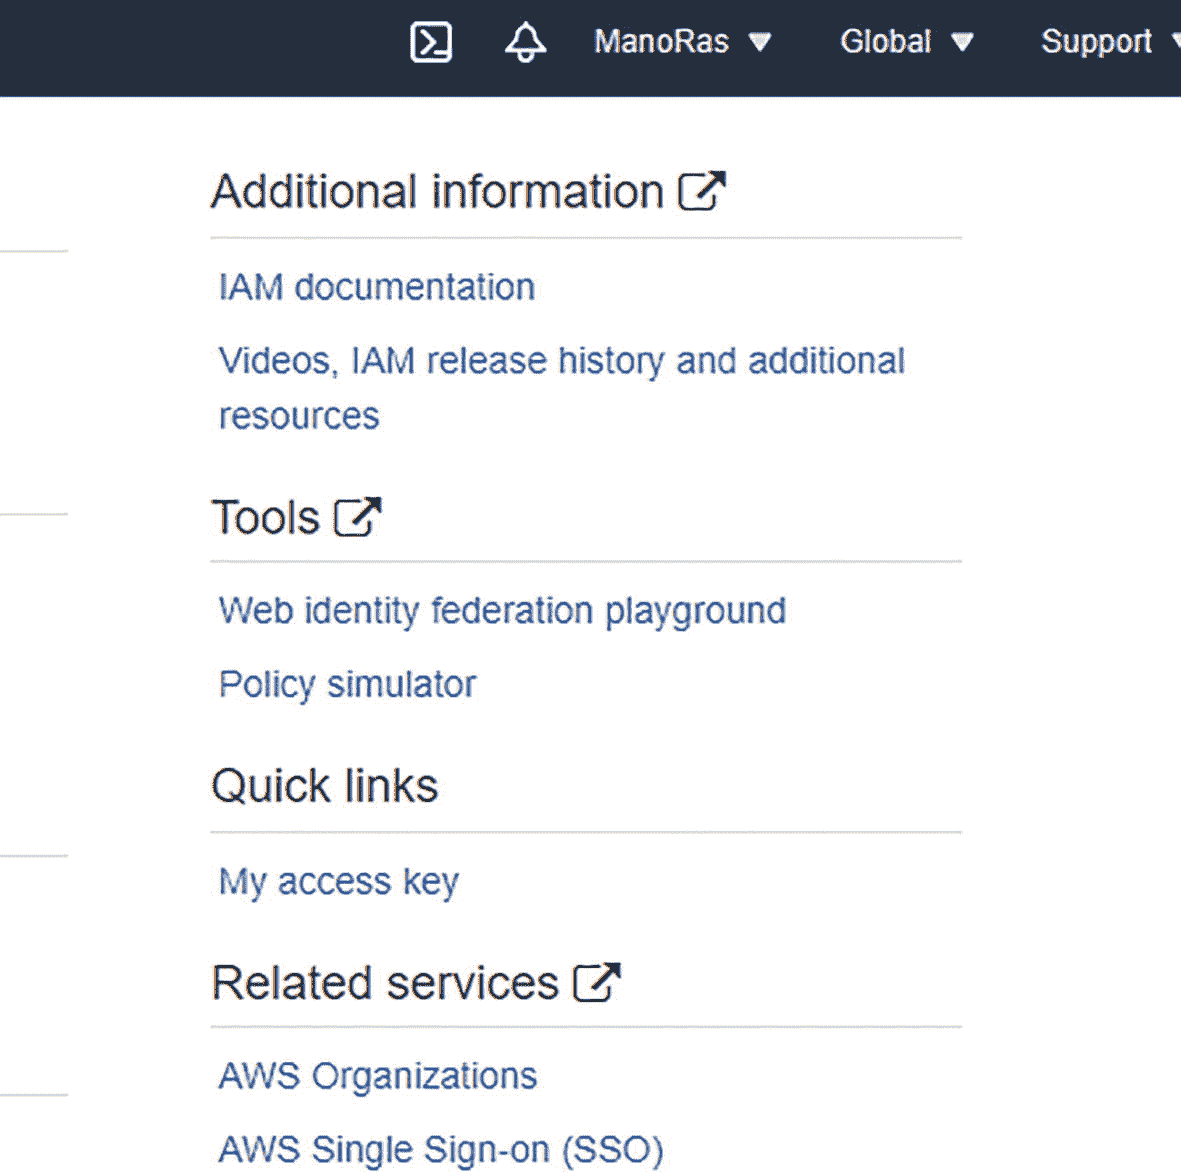 ManoRas Global Support
Additional information
IAM documentation
Videos, IAM release history and additional
resources
Tools
Web identity federation playground
Policy simulator
Quick links
My access key
Related services
AWS Organizations
AWS Single Sign-on (SSO)